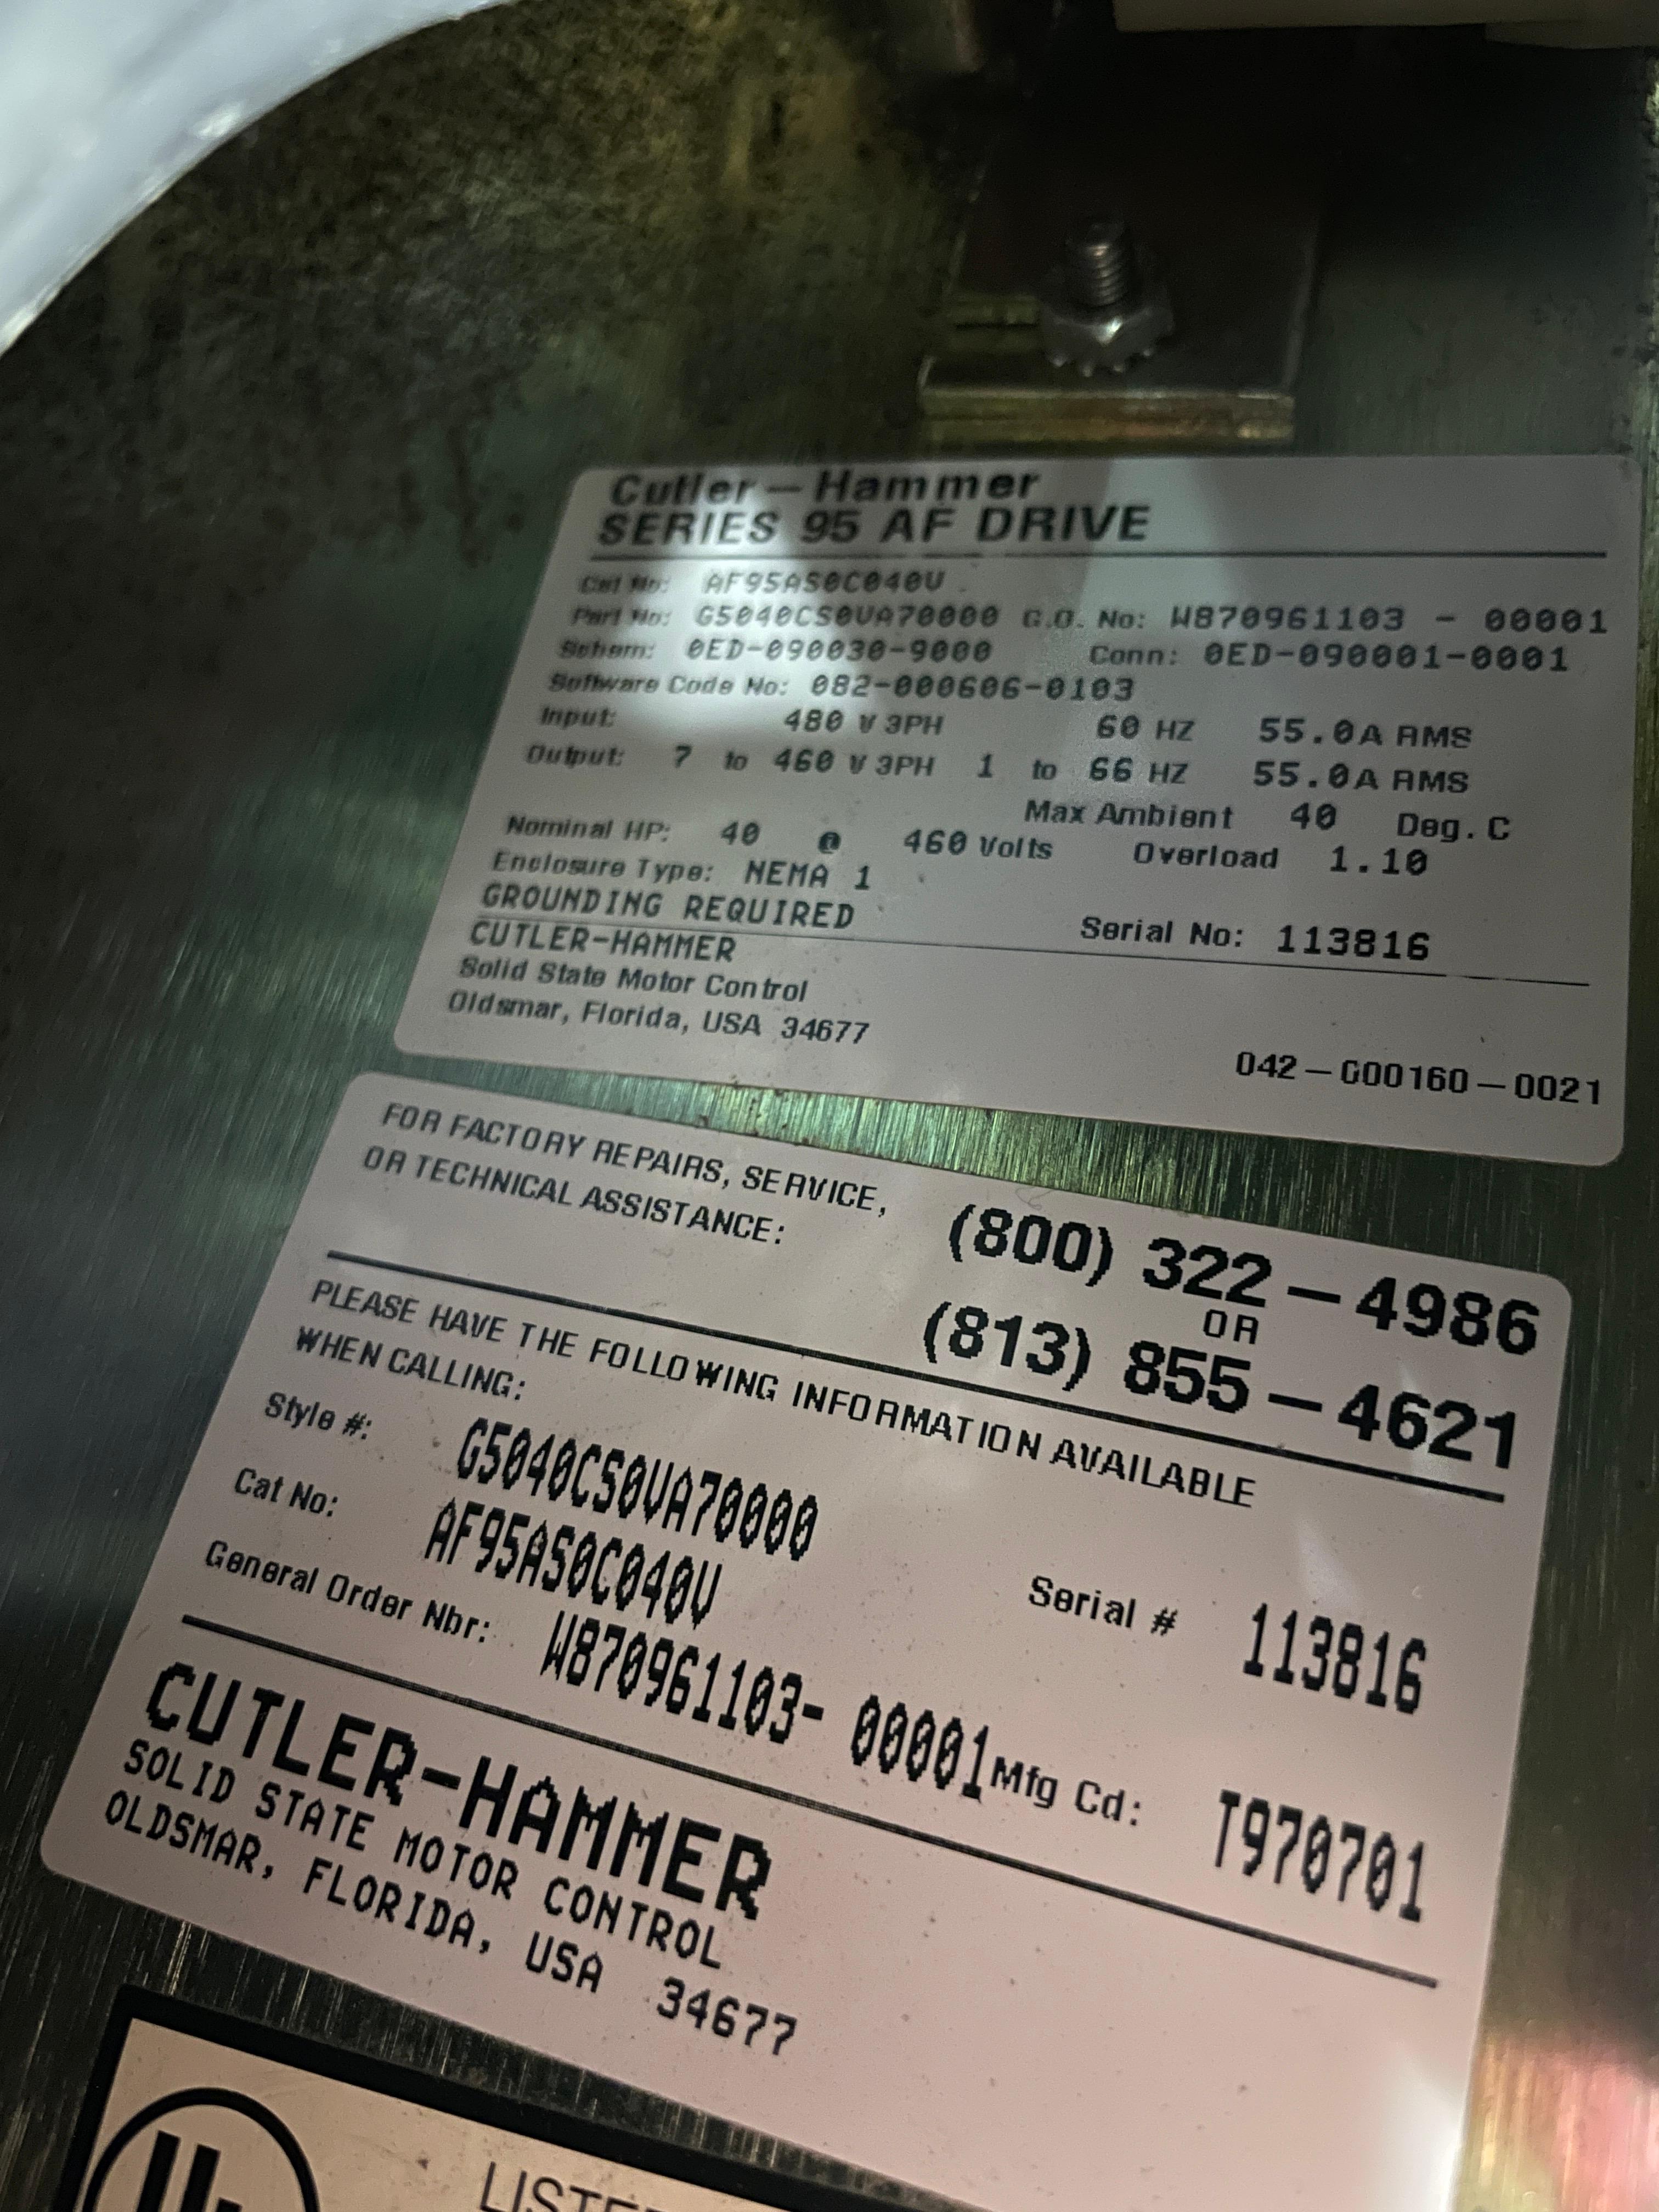 Cutler-Hammer
SERIES 95 AF DRIVE
Cat No: AF95AS0C040V
Part No: G5040CS0VA70000 G.O. No: W870961103 - 00001
Schem: 0ED-090030-9000 Conn: 0ED-090001-0001
Software Code No: 082-000606-0103
Input: 480 V 3PH 60 HZ 55.0A RMS
Output: 7 to 460 V 3PH 1 to 66 HZ 55.0A RMS
Max Ambient 40 Deg. C
Nominal HP: 40 @ 460 Volts Overload 1.10
Enclosure Type: NEMA 1
GROUNDING REQUIRED Serial No: 113816
CUTLER-HAMMER
Solid State Motor Control
Oldsmar, Florida, USA 34677
042-000160-0021
FOR FACTORY REPAIRS, SERVICE,
OR TECHNICAL ASSISTANCE:
(800) 322-4986
OR
(813) 855-4621
PLEASE HAVE THE FOLLOWING INFORMATION AVAILABLE
WHEN CALLING:
Style #: G5040CS0VA70000
Cat No: AF95AS0C040V Serial # 113816
General Order Nbr: W870961103- 00001 Mfg Cd: T970701
CUTLER-HAMMER
SOLID STATE MOTOR CONTROL
OLDSMAR, FLORIDA, USA 34677
UL